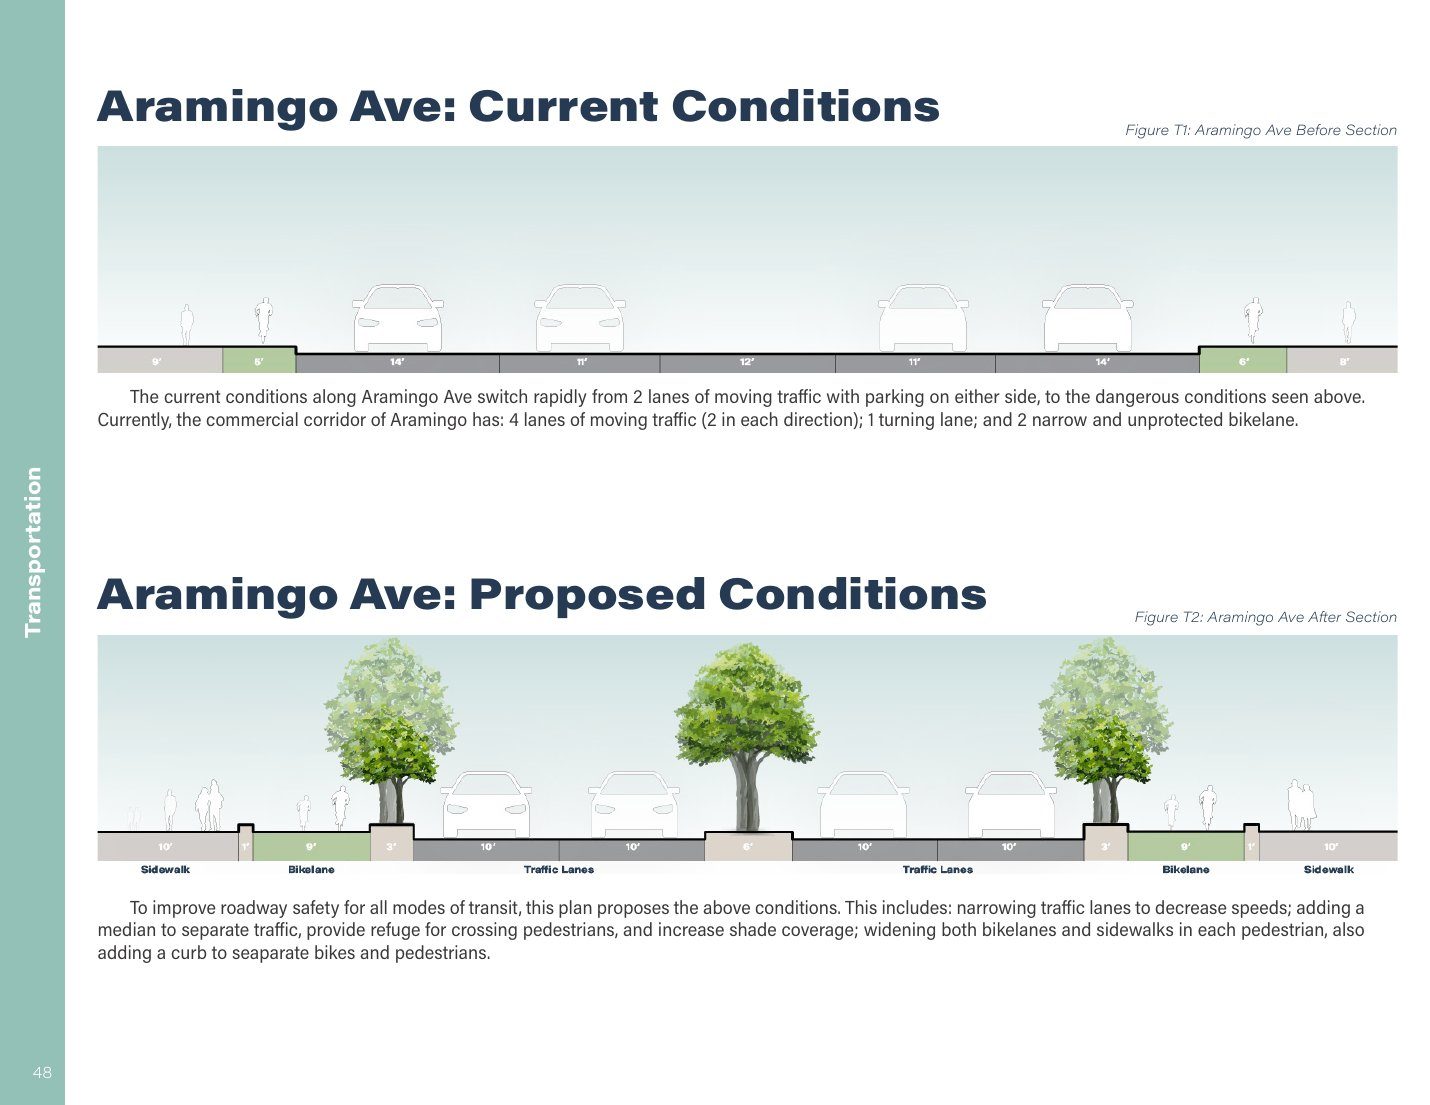 Aramingo Ave: Current Conditions
Figure T1: Aramingo Ave Before Section
9’ 5’ 14’ 11’ 12’ 11’ 14’ 6’ 8’
The current conditions along Aramingo Ave switch rapidly from 2 lanes of moving traffic with parking on either side, to the dangerous conditions seen above.
Currently, the commercial corridor of Aramingo has: 4 lanes of moving traffic (2 in each direction); 1 turning lane; and 2 narrow and unprotected bikelane.
Transportation
Aramingo Ave: Proposed Conditions
Figure T2: Aramingo Ave After Section
10’ 1’ 9’ 3’ 10’ 10’ 6’ 10’ 10’ 3’ 9’ 1’ 10’
Sidewalk Bikelane Traffic Lanes Traffic Lanes Bikelane Sidewalk
To improve roadway safety for all modes of transit, this plan proposes the above conditions. This includes: narrowing traffic lanes to decrease speeds; adding a
median to separate traffic, provide refuge for crossing pedestrians, and increase shade coverage; widening both bikelanes and sidewalks in each pedestrian, also
adding a curb to seaparate bikes and pedestrians.
48